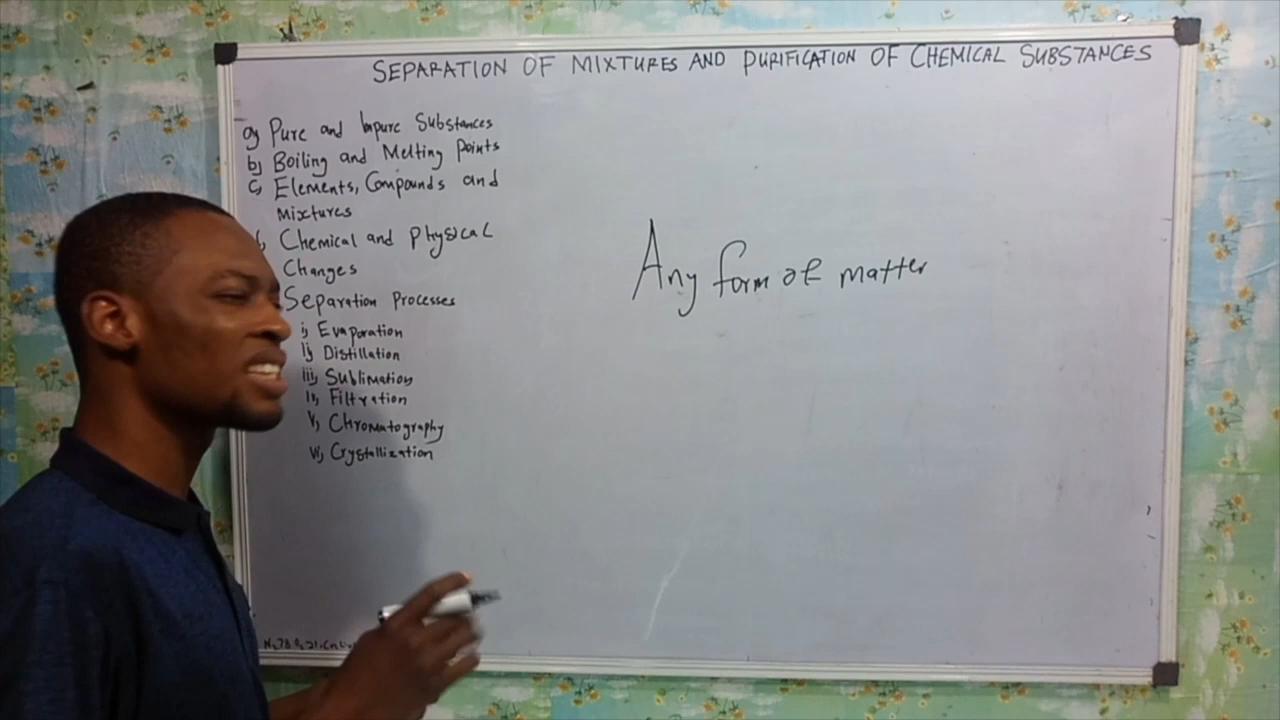 SEPARATION OF MIXTURES AND PURIFICATION OF CHEMICAL SUBSTANCES
a) Pure and Impure Substances
b) Boiling and Melting Points
c) Elements, Compounds and
Mixtures
Chemical and Physical
Changes
Separation Processes
i) Evaporation
ii) Distillation
iii) Sublimation
iv) Filtration
v) Chromatography
vi) Crystallization
Any form of matter